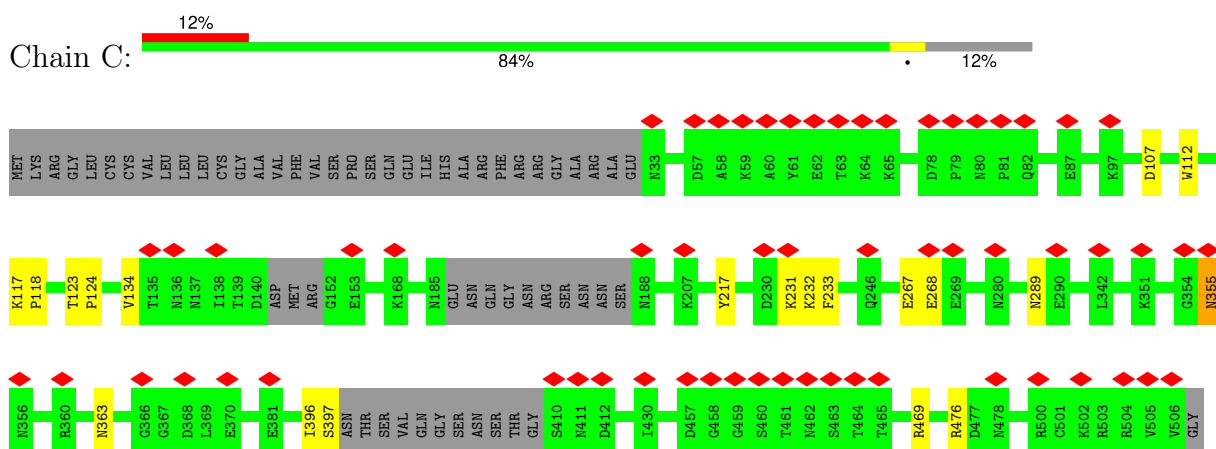 12%
Chain C:
84% • 12%
MET LYS ARG GLY LEU CYS CYS VAL LEU LEU LEU CYS GLY ALA VAL PHE VAL SER PRO SER GLN GLU ILE HIS ALA ARG PHE ARG ARG GLY ALA ARG ALA GLU N33 D57 A58 K59 A60 Y61 E62 T63 K64 K65 D78 P79 N80 P81 Q82 E87 K97 D107 W112
K117 P118 T123 P124 V134 T135 N136 N137 I138 T139 D140 ASP MET ARG G152 E153 K168 N185 GLU ASN GLN GLY ASN ARG SER ASN ASN SER N188 K207 Y217 D230 K231 K232 F233 Q246 E267 E268 E269 N280 N289 E290 L342 K351 G354 N355
N356 R360 N363 G366 G367 D368 L369 E370 E381 I396 S397 ASN THR SER VAL GLN GLY SER ASN SER THR GLY S410 N411 D412 I430 D457 G458 G459 S460 T461 N462 S463 T464 T465 R469 R476 D477 N478 R500 C501 K502 R503 R504 V505 V506 GLY